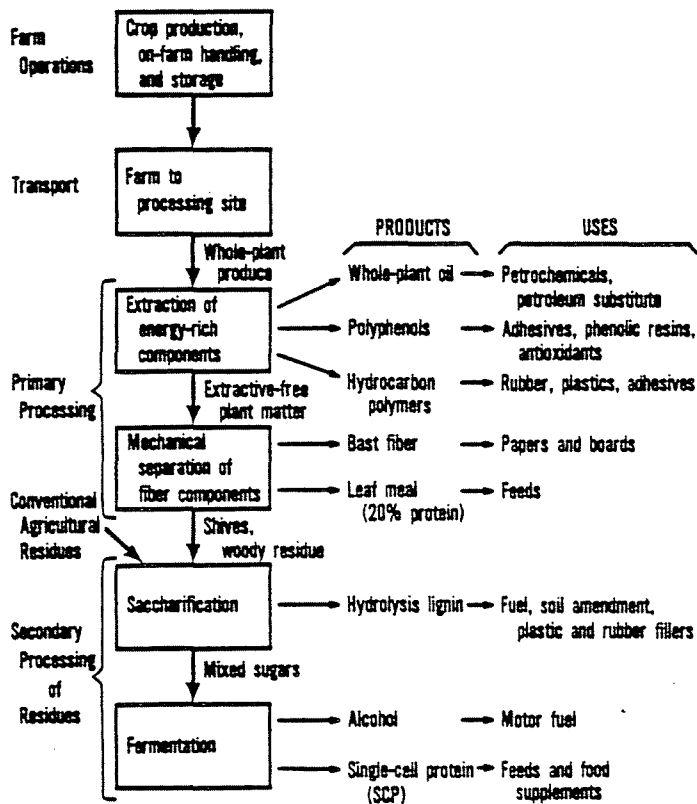 Farm
Operations
Crop production,
on-farm handling,
and storage
Transport
Farm to
processing site
Whole-plant
produce
PRODUCTS
USES
Primary
Processing
Extraction of
energy-rich
components
Whole-plant oil
Petrochemicals,
petroleum substitute
Polyphenols
Adhesives, phenolic resins,
antioxidants
Hydrocarbon
polymers
Rubber, plastics, adhesives
Extractive-free
plant matter
Mechanical
separation of
fiber components
Bast fiber
Papers and boards
Leaf meal
(20% protein)
Feeds
Conventional
Agricultural
Residues
Shives,
woody residue
Secondary
Processing
of
Residues
Saccharification
Hydrolysis lignin
Fuel, soil amendment,
plastic and rubber fillers
Mixed sugars
Fermentation
Alcohol
Motor fuel
Single-cell protein
(SCP)
Feeds and food
supplements